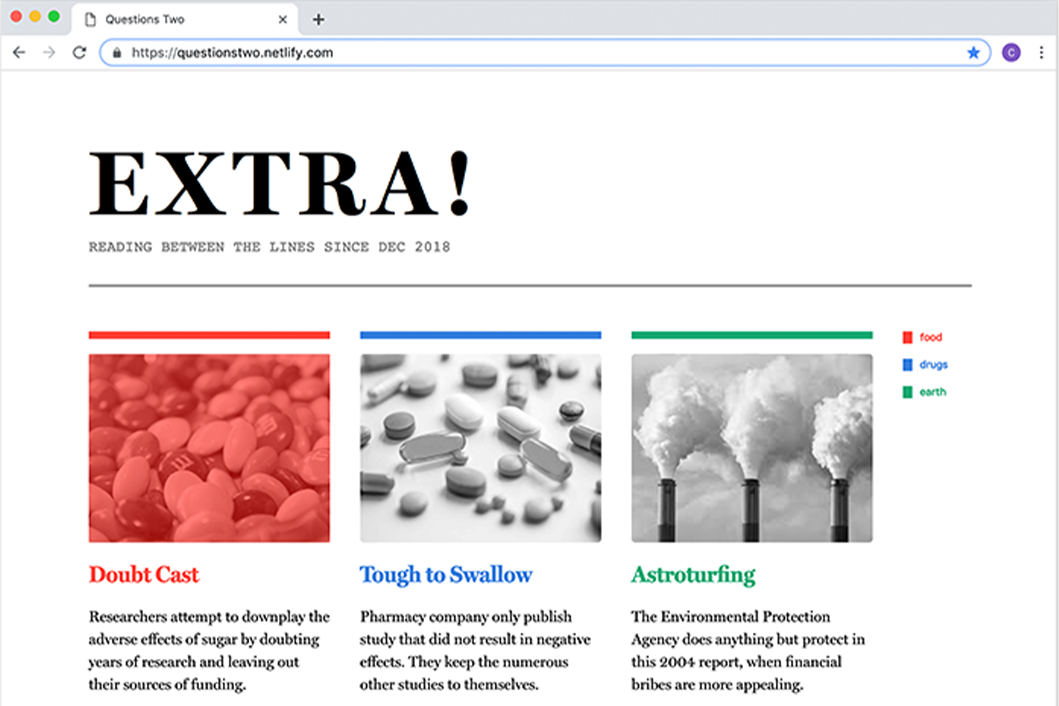 Questions Two
https://questionstwo.netlify.com
C
EXTRA!
READING BETWEEN THE LINES SINCE DEC 2018
food
drugs
earth
Doubt Cast
Researchers attempt to downplay the
adverse effects of sugar by doubting
years of research and leaving out
their sources of funding.
Tough to Swallow
Pharmacy company only publish
study that did not result in negative
effects. They keep the numerous
other studies to themselves.
Astroturfing
The Environmental Protection
Agency does anything but protect in
this 2004 report, when financial
bribes are more appealing.